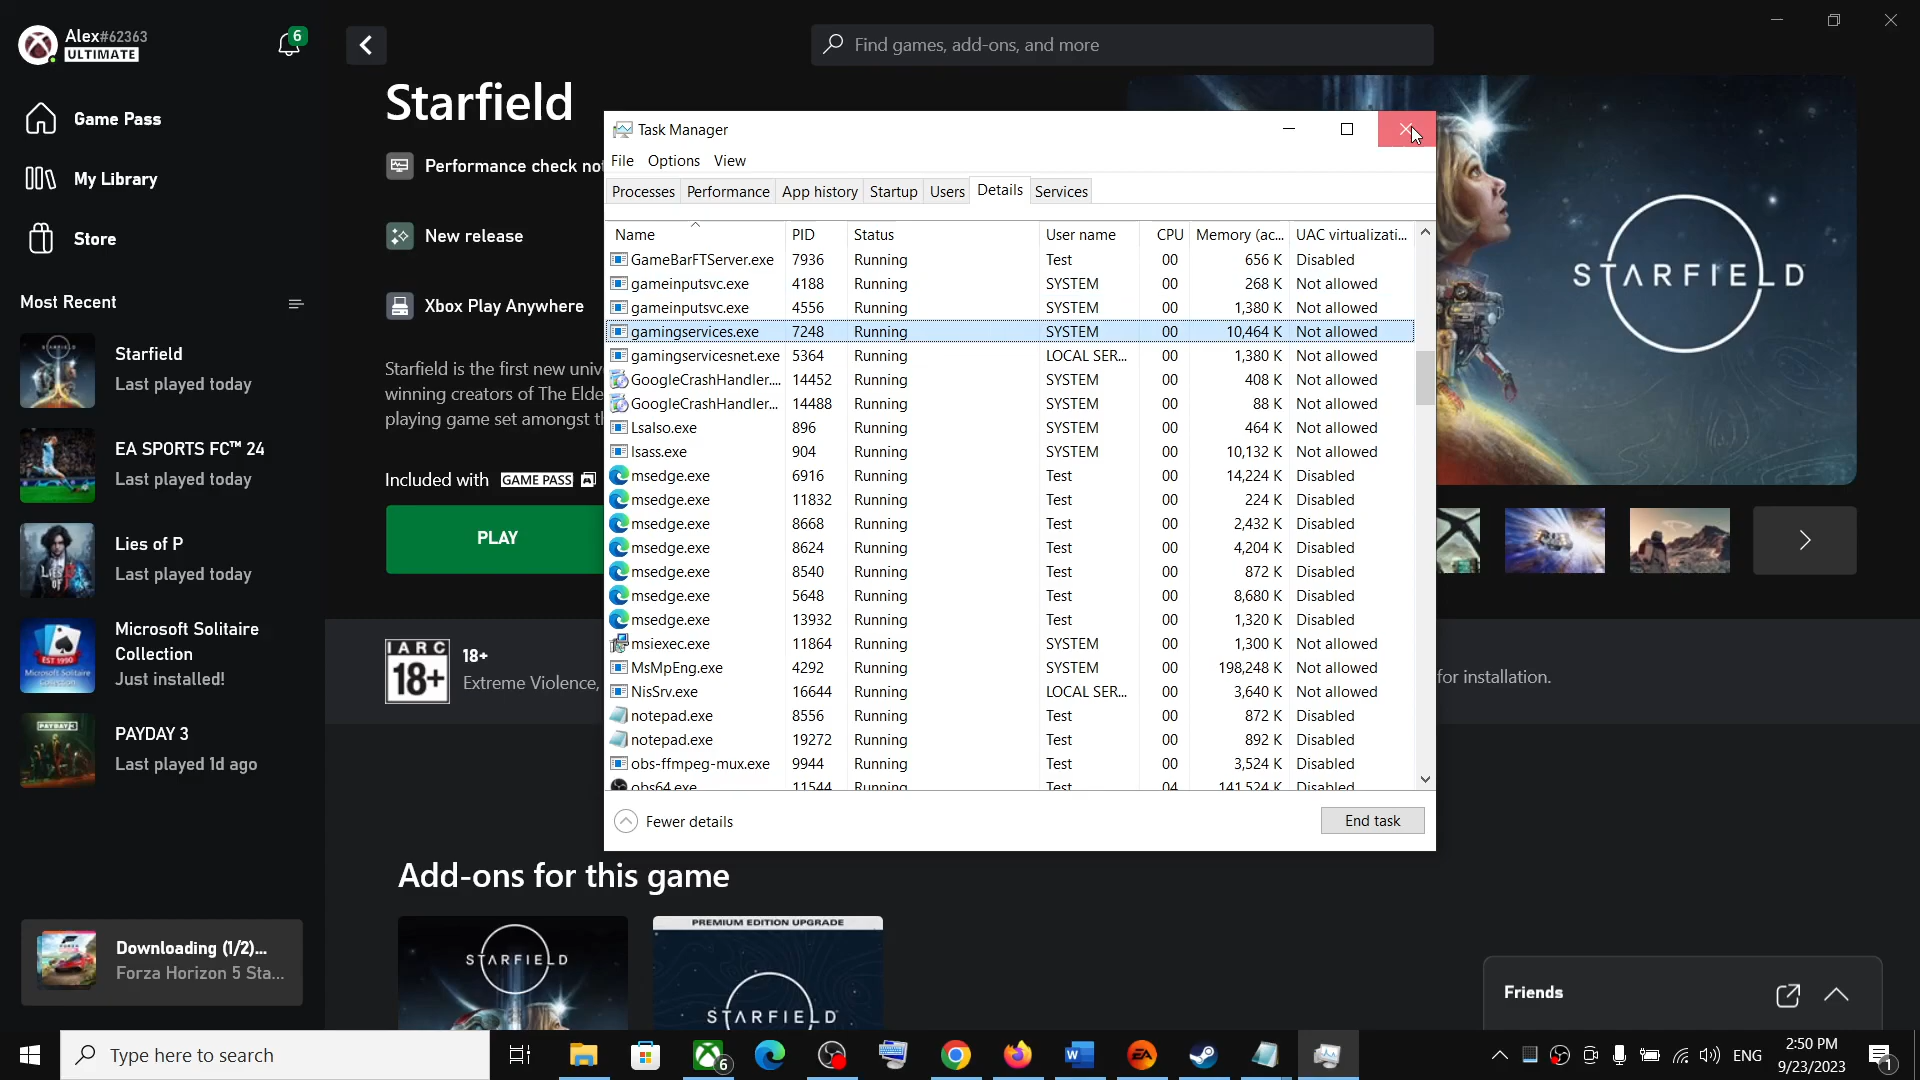 Alex#62363
ULTIMATE
6
Game Pass
My Library
Store
Most Recent
Starfield
Last played today
EA SPORTS FC™ 24
Last played today
Lies of P
Last played today
Microsoft Solitaire
Collection
Just installed!
PAYDAY 3
Last played 1d ago
Downloading (1/2)...
Forza Horizon 5 Sta...
Find games, add-ons, and more
Starfield
Performance check no
New release
Xbox Play Anywhere
Starfield is the first new univ
winning creators of The Elde
playing game set amongst t
Included with GAME PASS
PLAY
IARC
18+
18+
Extreme Violence,
for installation.
STARFIELD
Task Manager
File Options View
Processes Performance App history Startup Users Details Services
Name PID Status User name CPU Memory (ac... UAC virtualizati...
GameBarFTServer.exe 7936 Running Test 00 656 K Disabled
gameinputsvc.exe 4188 Running SYSTEM 00 268 K Not allowed
gameinputsvc.exe 4556 Running SYSTEM 00 1,380 K Not allowed
gamingservices.exe 7248 Running SYSTEM 00 10,464 K Not allowed
gamingservicesnet.exe 5364 Running LOCAL SER... 00 1,380 K Not allowed
GoogleCrashHandler.... 14452 Running SYSTEM 00 408 K Not allowed
GoogleCrashHandler... 14488 Running SYSTEM 00 88 K Not allowed
LsaIso.exe 896 Running SYSTEM 00 464 K Not allowed
lsass.exe 904 Running SYSTEM 00 10,132 K Not allowed
msedge.exe 6916 Running Test 00 14,224 K Disabled
msedge.exe 11832 Running Test 00 224 K Disabled
msedge.exe 8668 Running Test 00 2,432 K Disabled
msedge.exe 8624 Running Test 00 4,204 K Disabled
msedge.exe 8540 Running Test 00 872 K Disabled
msedge.exe 5648 Running Test 00 8,680 K Disabled
msedge.exe 13932 Running Test 00 1,320 K Disabled
msiexec.exe 11864 Running SYSTEM 00 1,300 K Not allowed
MsMpEng.exe 4292 Running SYSTEM 00 198,248 K Not allowed
NisSrv.exe 16644 Running LOCAL SER... 00 3,640 K Not allowed
notepad.exe 8556 Running Test 00 872 K Disabled
notepad.exe 19272 Running Test 00 892 K Disabled
obs-ffmpeg-mux.exe 9944 Running Test 00 3,524 K Disabled
obs64.exe 11544 Running Test 04 141,524 K Disabled
Fewer details
End task
Add-ons for this game
STARFIELD
PREMIUM EDITION UPGRADE
STARFIELD
Friends
Type here to search
6
ENG
2:50 PM
9/23/2023
1